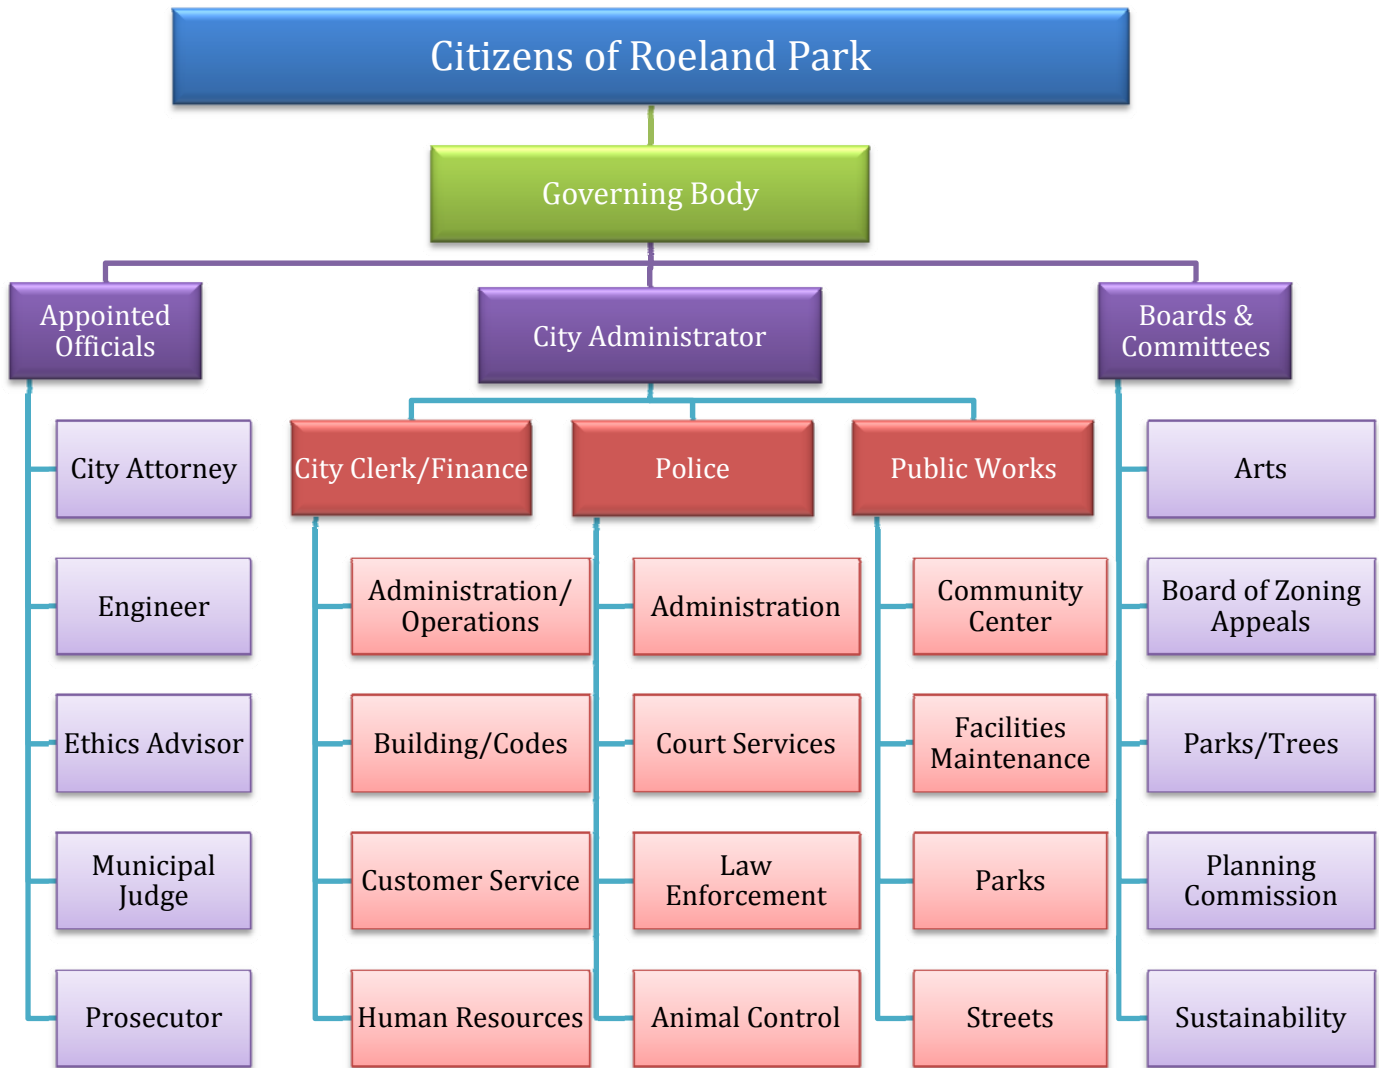 Citizens of Roeland Park
Governing Body
Appointed
Officials
City Administrator
Boards &
Committees
City Attorney
Engineer
Ethics Advisor
Municipal
Judge
Prosecutor
City Clerk/Finance
Administration/
Operations
Building/Codes
Customer Service
Human Resources
Police
Administration
Court Services
Law
Enforcement
Animal Control
Public Works
Community
Center
Facilities
Maintenance
Parks
Streets
Arts
Board of Zoning
Appeals
Parks/Trees
Planning
Commission
Sustainability